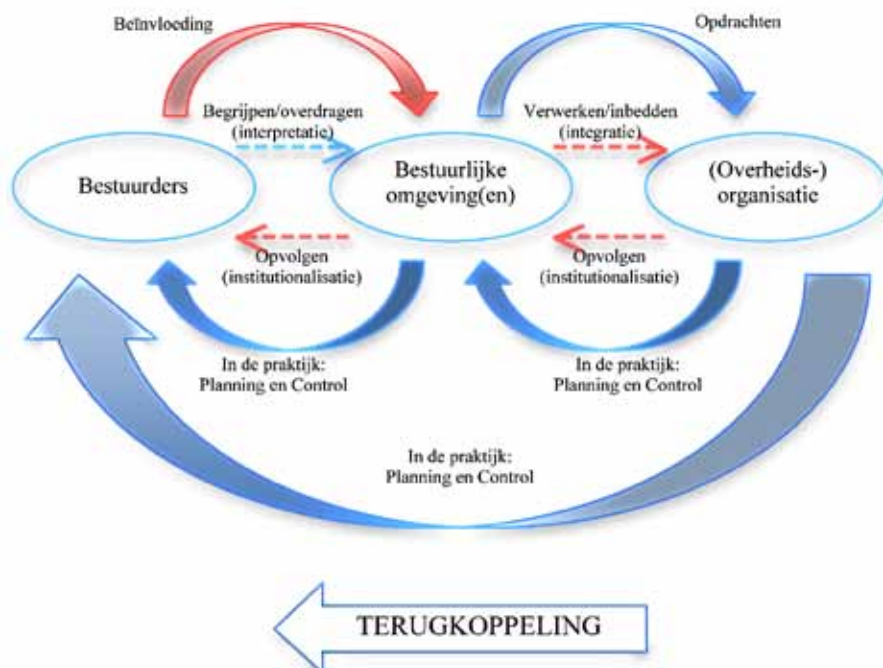 Beïnvloeding
Opdrachten
Begrijpen/overdragen
(interpretatie)
Verwerken/inbedden
(integratie)
Bestuurders
Bestuurlijke
omgeving(en)
(Overheids-)
organisatie
Opvolgen
(institutionalisatie)
Opvolgen
(institutionalisatie)
In de praktijk:
Planning en Control
In de praktijk:
Planning en Control
In de praktijk:
Planning en Control
TERUGKOPPELING